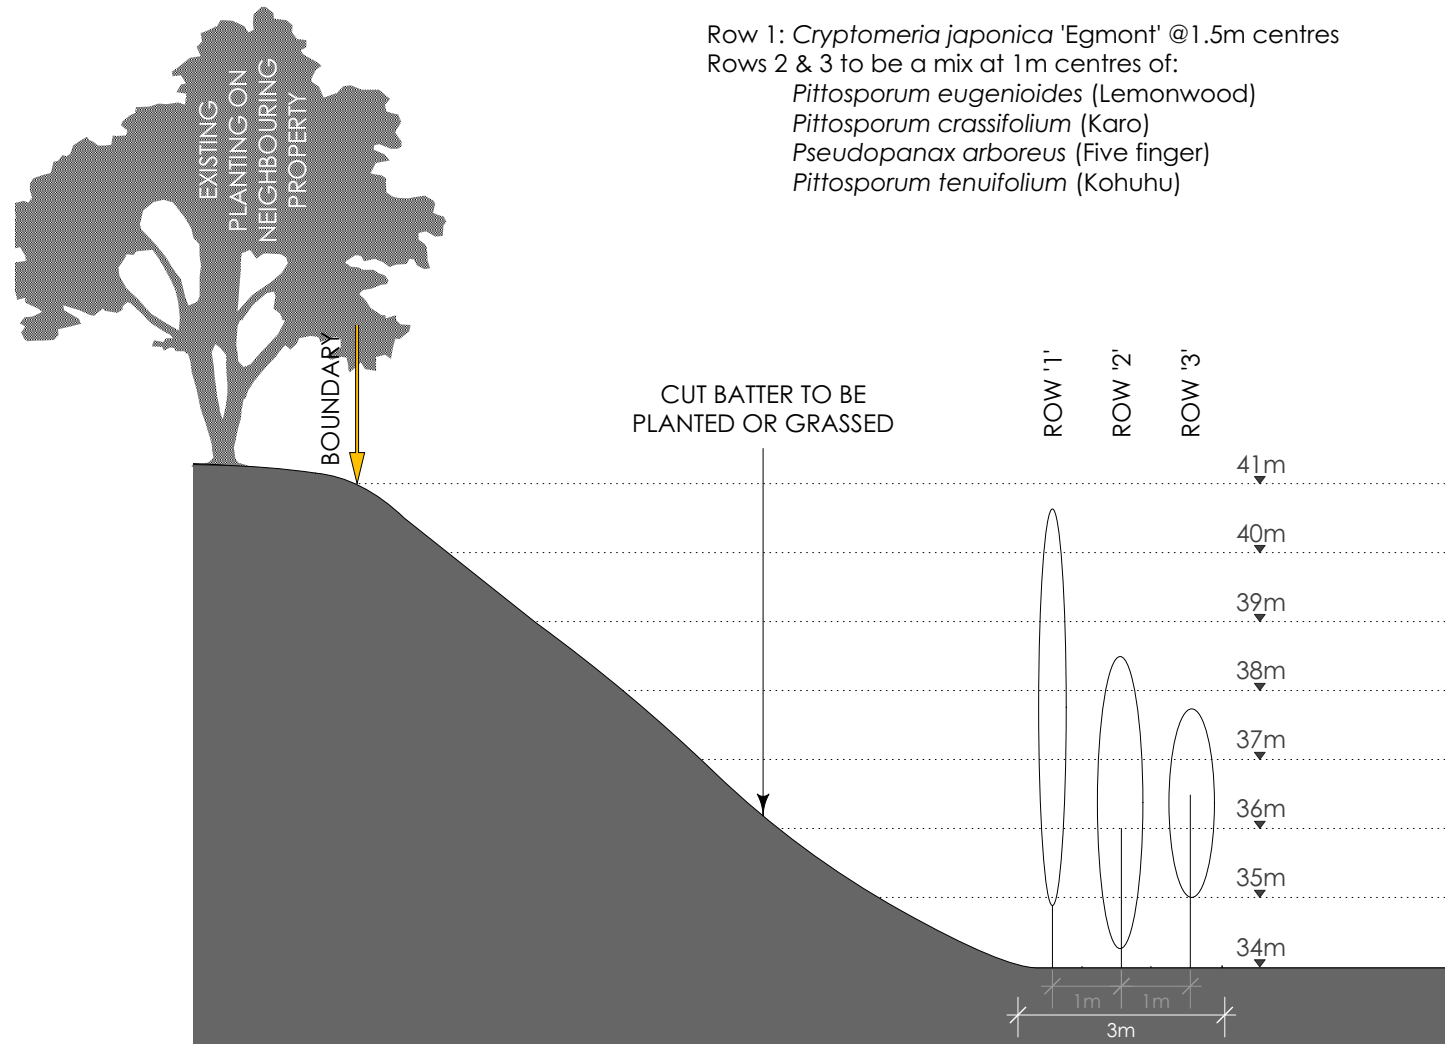 Row 1: Cryptomeria japonica 'Egmont' @1.5m centres
Rows 2 & 3 to be a mix at 1m centres of:
Pittosporum eugenioides (Lemonwood)
Pittosporum crassifolium (Karo)
Pseudopanax arboreus (Five finger)
Pittosporum tenuifolium (Kohuhu)
EXISTING
PLANTING ON
NEIGHBOURING
PROPERTY
BOUNDARY
CUT BATTER TO BE
PLANTED OR GRASSED
ROW '1'
ROW '2'
ROW '3'
41m
40m
39m
38m
37m
36m
35m
34m
1m
1m
3m